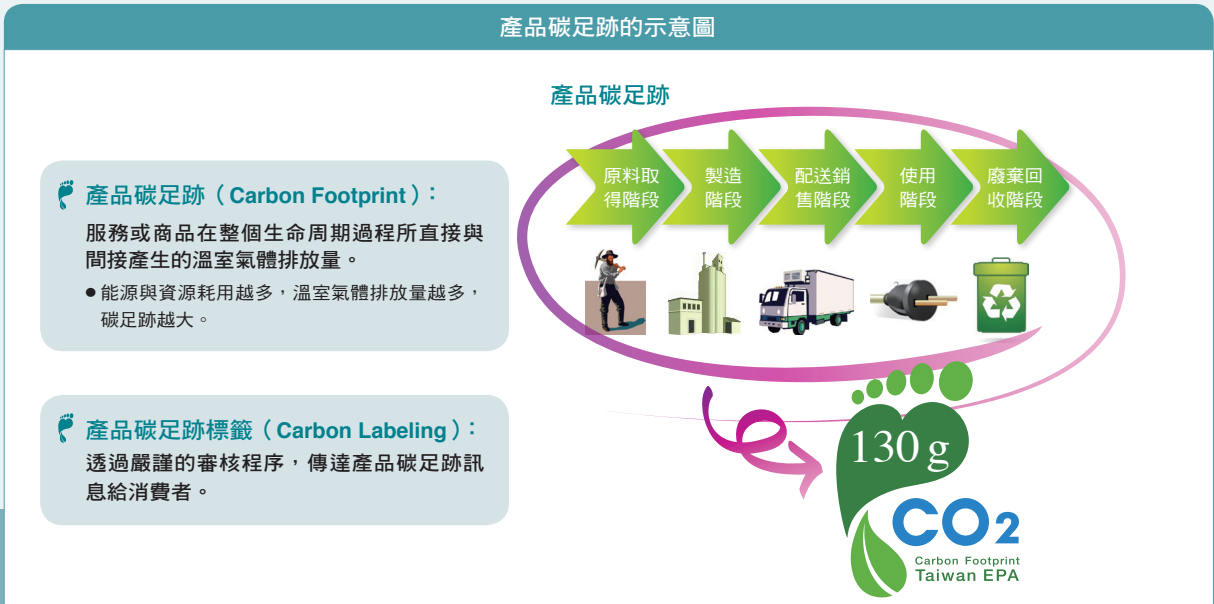 產品碳足跡的示意圖
產品碳足跡(Carbon Footprint):
服務或商品在整個生命周期過程所直接與
間接產生的溫室氣體排放量。
●能源與資源耗用越多,溫室氣體排放量越多,
碳足跡越大。
產品碳足跡標籤(Carbon Labeling):
透過嚴謹的審核程序,傳達產品碳足跡訊
息給消費者。
產品碳足跡
原料取
得階段
製造
階段
配送銷
售階段
使用
階段
廢棄回
收階段
130 g
CO2
Carbon Footprint
Taiwan EPA